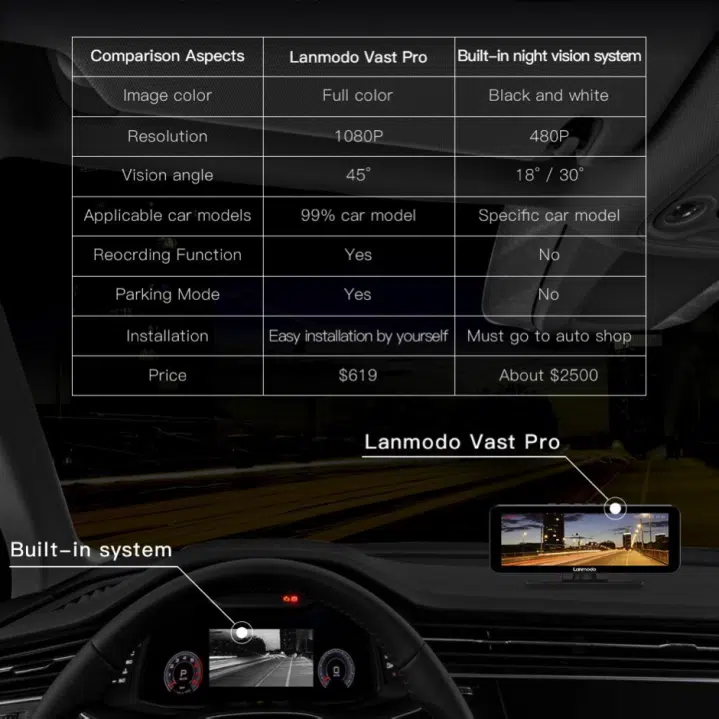 Comparison Aspects Lanmodo Vast Pro Built-in night vision system
Image color Full color Black and white
Resolution 1080P 480P
Vision angle 45° 18° / 30°
Applicable car models 99% car model Specific car model
Reocrding Function Yes No
Parking Mode Yes No
Installation Easy installation by yourself Must go to auto shop
Price $619 About $2500
Lanmodo Vast Pro
Built-in system
Lanmodo
P